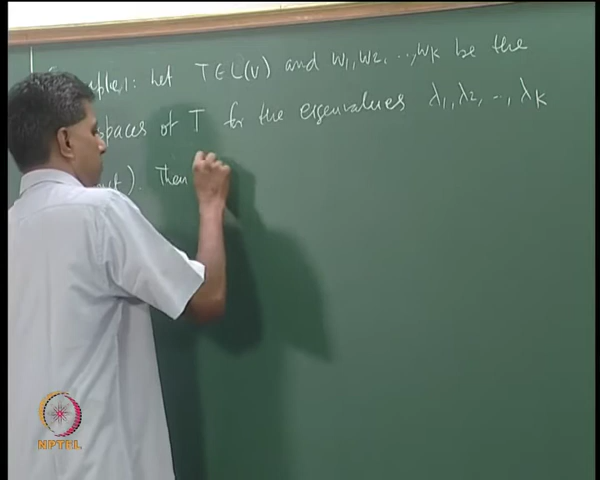 Let T ∈ L(V) and W1, W2, ..., Wk be the
spaces of T for the eigenvalues λ1, λ2, ..., λk
). Then
NPTEL